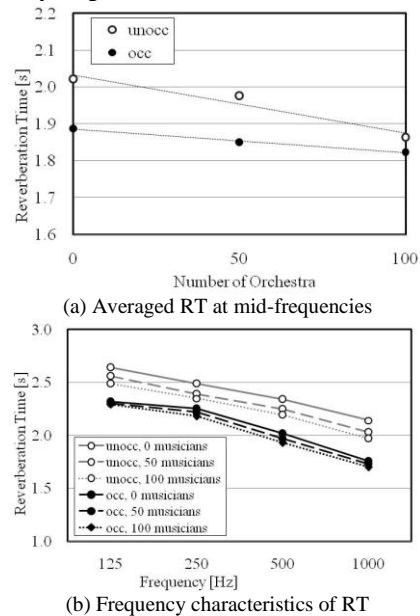 2.2
2.1
2.0
1.9
1.8
1.7
1.6
Reverberation Time [s]
unocc
occ
0 50 100
Number of Orchestra
(a) Averaged RT at mid-frequencies
3.0
2.5
2.0
1.5
1.0
Reverberation Time [s]
unocc, 0 musicians
unocc, 50 musicians
unocc, 100 musicians
occ, 0 musicians
occ, 50 musicians
occ, 100 musicians
125 250 500 1000
Frequency [Hz]
(b) Frequency characteristics of RT